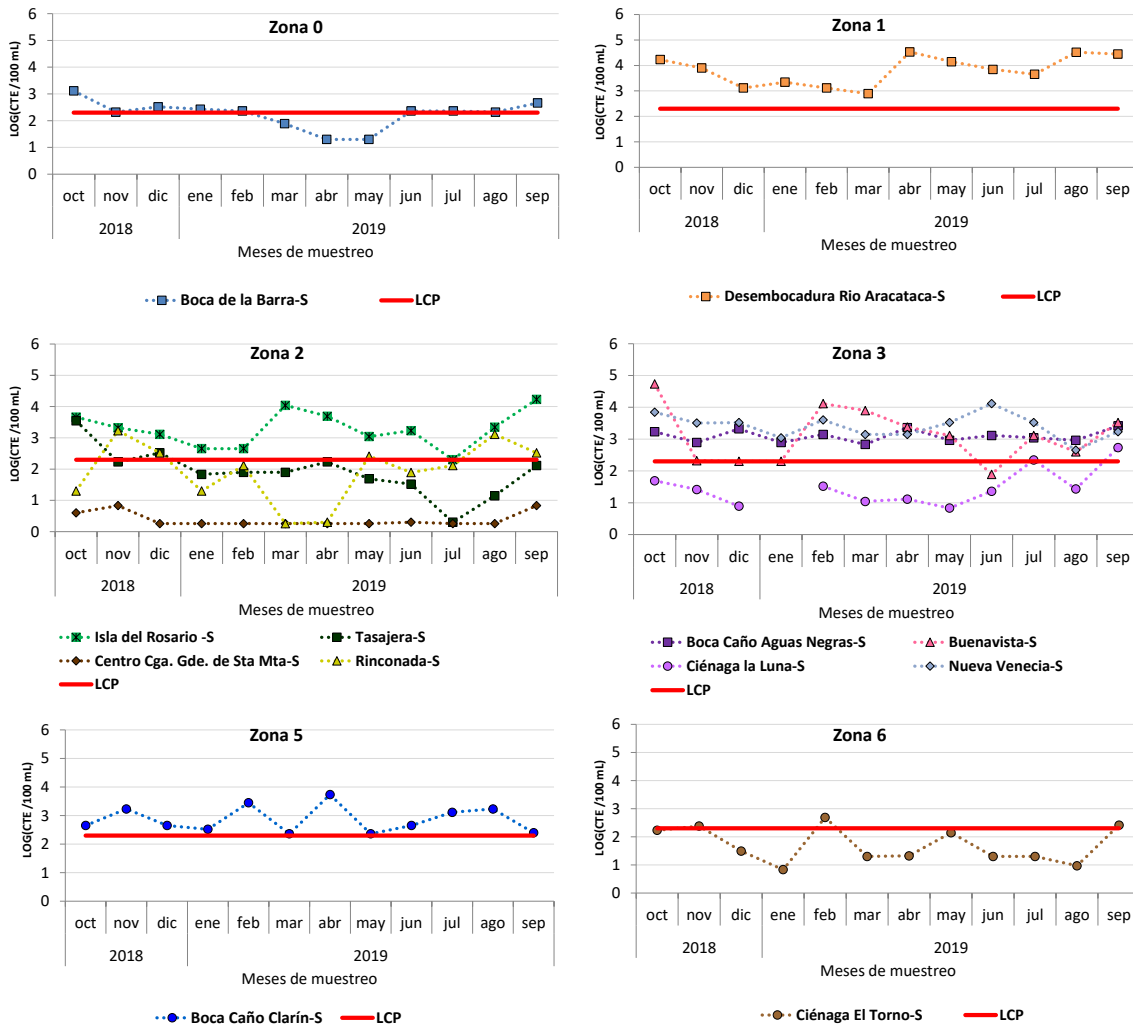 Zona 0
LOG(CTE /100 mL)
6
5
4
3
2
1
0
oct nov dic ene feb mar abr may jun jul ago sep
2018 2019
Meses de muestreo
Boca de la Barra-S LCP
Zona 1
LOG(CTE /100 mL)
6
5
4
3
2
1
0
oct nov dic ene feb mar abr may jun jul ago sep
2018 2019
Meses de muestreo
Desembocadura Rio Aracataca-S LCP
Zona 2
LOG(CTE /100 mL)
6
5
4
3
2
1
0
oct nov dic ene feb mar abr may jun jul ago sep
2018 2019
Meses de muestreo
Isla del Rosario -S Tasajera-S
Centro Cga. Gde. de Sta Mta-S Rinconada-S
LCP
Zona 3
LOG(CTE/ 100 mL)
6
5
4
3
2
1
0
oct nov dic ene feb mar abr may jun jul ago sep
2018 2019
Meses de muestreo
Boca Caño Aguas Negras-S Buenavista-S
Ciénaga la Luna-S Nueva Venecia-S
LCP
Zona 5
LOG(CTE /100 mL)
6
5
4
3
2
1
0
oct nov dic ene feb mar abr may jun jul ago sep
2018 2019
Meses de muestreo
Boca Caño Clarín-S LCP
Zona 6
LOG(CTE /100 mL)
6
5
4
3
2
1
0
oct nov dic ene feb mar abr may jun jul ago sep
2018 2019
Meses de muestreo
Ciénaga El Torno-S LCP